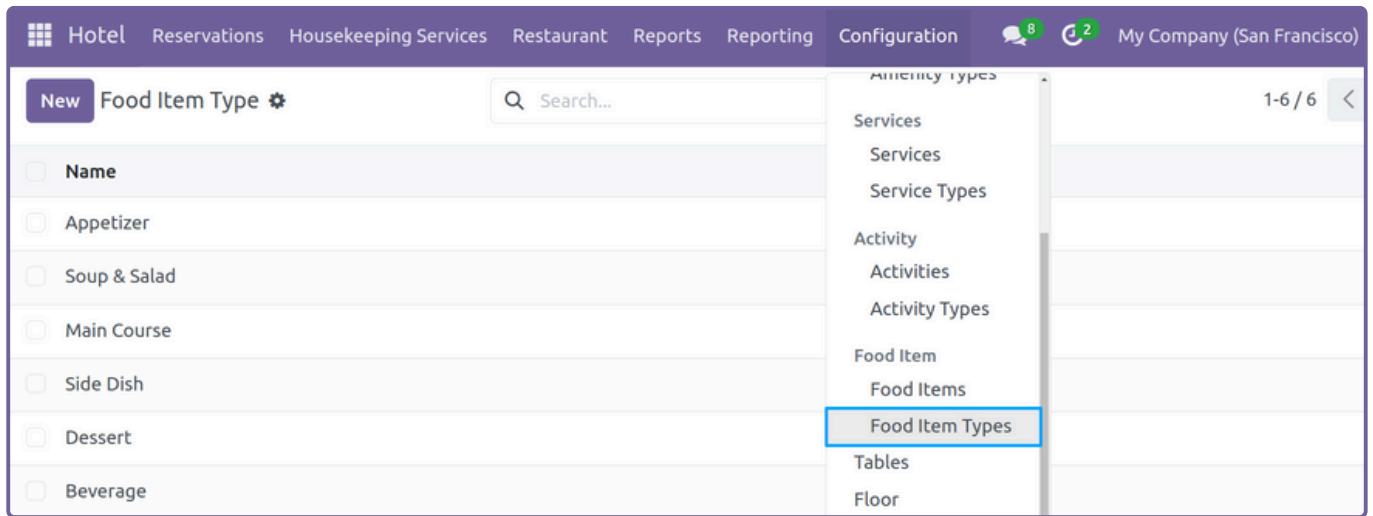 Hotel Reservations Housekeeping Services Restaurant Reports Reporting Configuration 8 2 My Company (San Francisco)
New Food Item Type Search... 1-6 / 6
Amenity Types
Services
Services
Service Types
Activity
Activities
Activity Types
Food Item
Food Items
Food Item Types
Tables
Floor
Name
Appetizer
Soup & Salad
Main Course
Side Dish
Dessert
Beverage